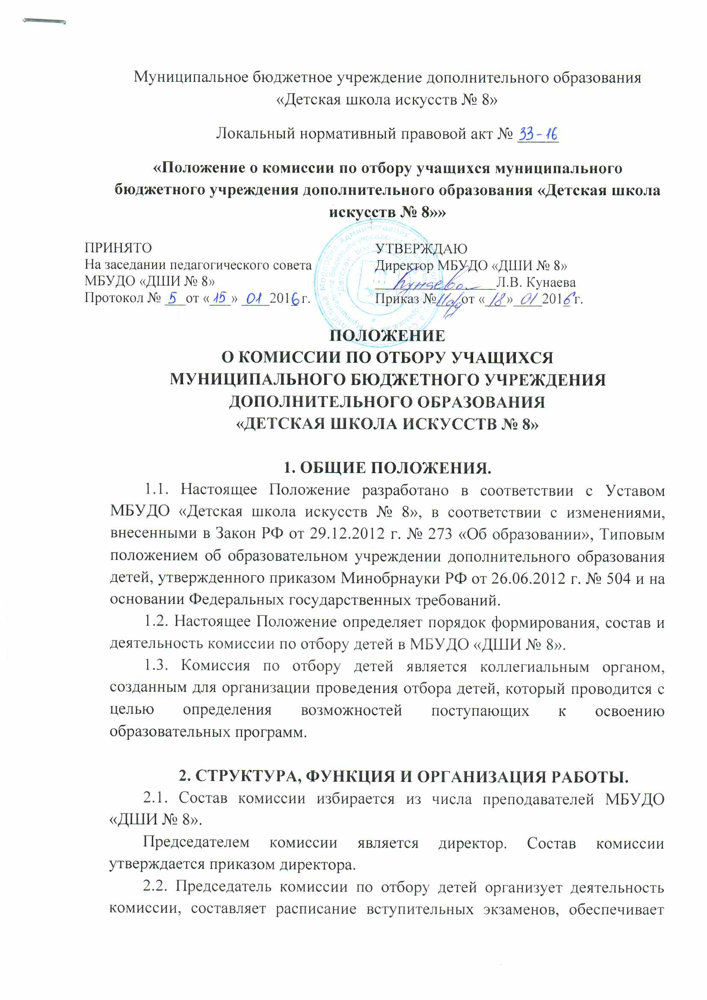 Муниципальное бюджетное учреждение дополнительного образования
«Детская школа искусств № 8»
Локальный нормативный правовой акт № 33-16
«Положение о комиссии по отбору учащихся муниципального
бюджетного учреждения дополнительного образования «Детская школа
искусств № 8»»
ПРИНЯТО
На заседании педагогического совета
МБУДО «ДШИ № 8»
Протокол № 5 от «15» 01 2016 г.
УТВЕРЖДАЮ
Директор МБУДО «ДШИ № 8»
Кунаева Л.В. Кунаева
Приказ № от «18» 01 2016 г.
ПОЛОЖЕНИЕ
О КОМИССИИ ПО ОТБОРУ УЧАЩИХСЯ
МУНИЦИПАЛЬНОГО БЮДЖЕТНОГО УЧРЕЖДЕНИЯ
ДОПОЛНИТЕЛЬНОГО ОБРАЗОВАНИЯ
«ДЕТСКАЯ ШКОЛА ИСКУССТВ № 8»
1. ОБЩИЕ ПОЛОЖЕНИЯ.
1.1. Настоящее Положение разработано в соответствии с Уставом
МБУДО «Детская школа искусств № 8», в соответствии с изменениями,
внесенными в Закон РФ от 29.12.2012 г. № 273 «Об образовании», Типовым
положением об образовательном учреждении дополнительного образования
детей, утвержденного приказом Минобрнауки РФ от 26.06.2012 г. № 504 и на
основании Федеральных государственных требований.
1.2. Настоящее Положение определяет порядок формирования, состав и
деятельность комиссии по отбору детей в МБУДО «ДШИ № 8».
1.3. Комиссия по отбору детей является коллегиальным органом,
созданным для организации проведения отбора детей, который проводится с
целью определения возможностей поступающих к освоению
образовательных программ.
2. СТРУКТУРА, ФУНКЦИЯ И ОРГАНИЗАЦИЯ РАБОТЫ.
2.1. Состав комиссии избирается из числа преподавателей МБУДО
«ДШИ № 8».
Председателем комиссии является директор. Состав комиссии
утверждается приказом директора.
2.2. Председатель комиссии по отбору детей организует деятельность
комиссии, составляет расписание вступительных экзаменов, обеспечивает